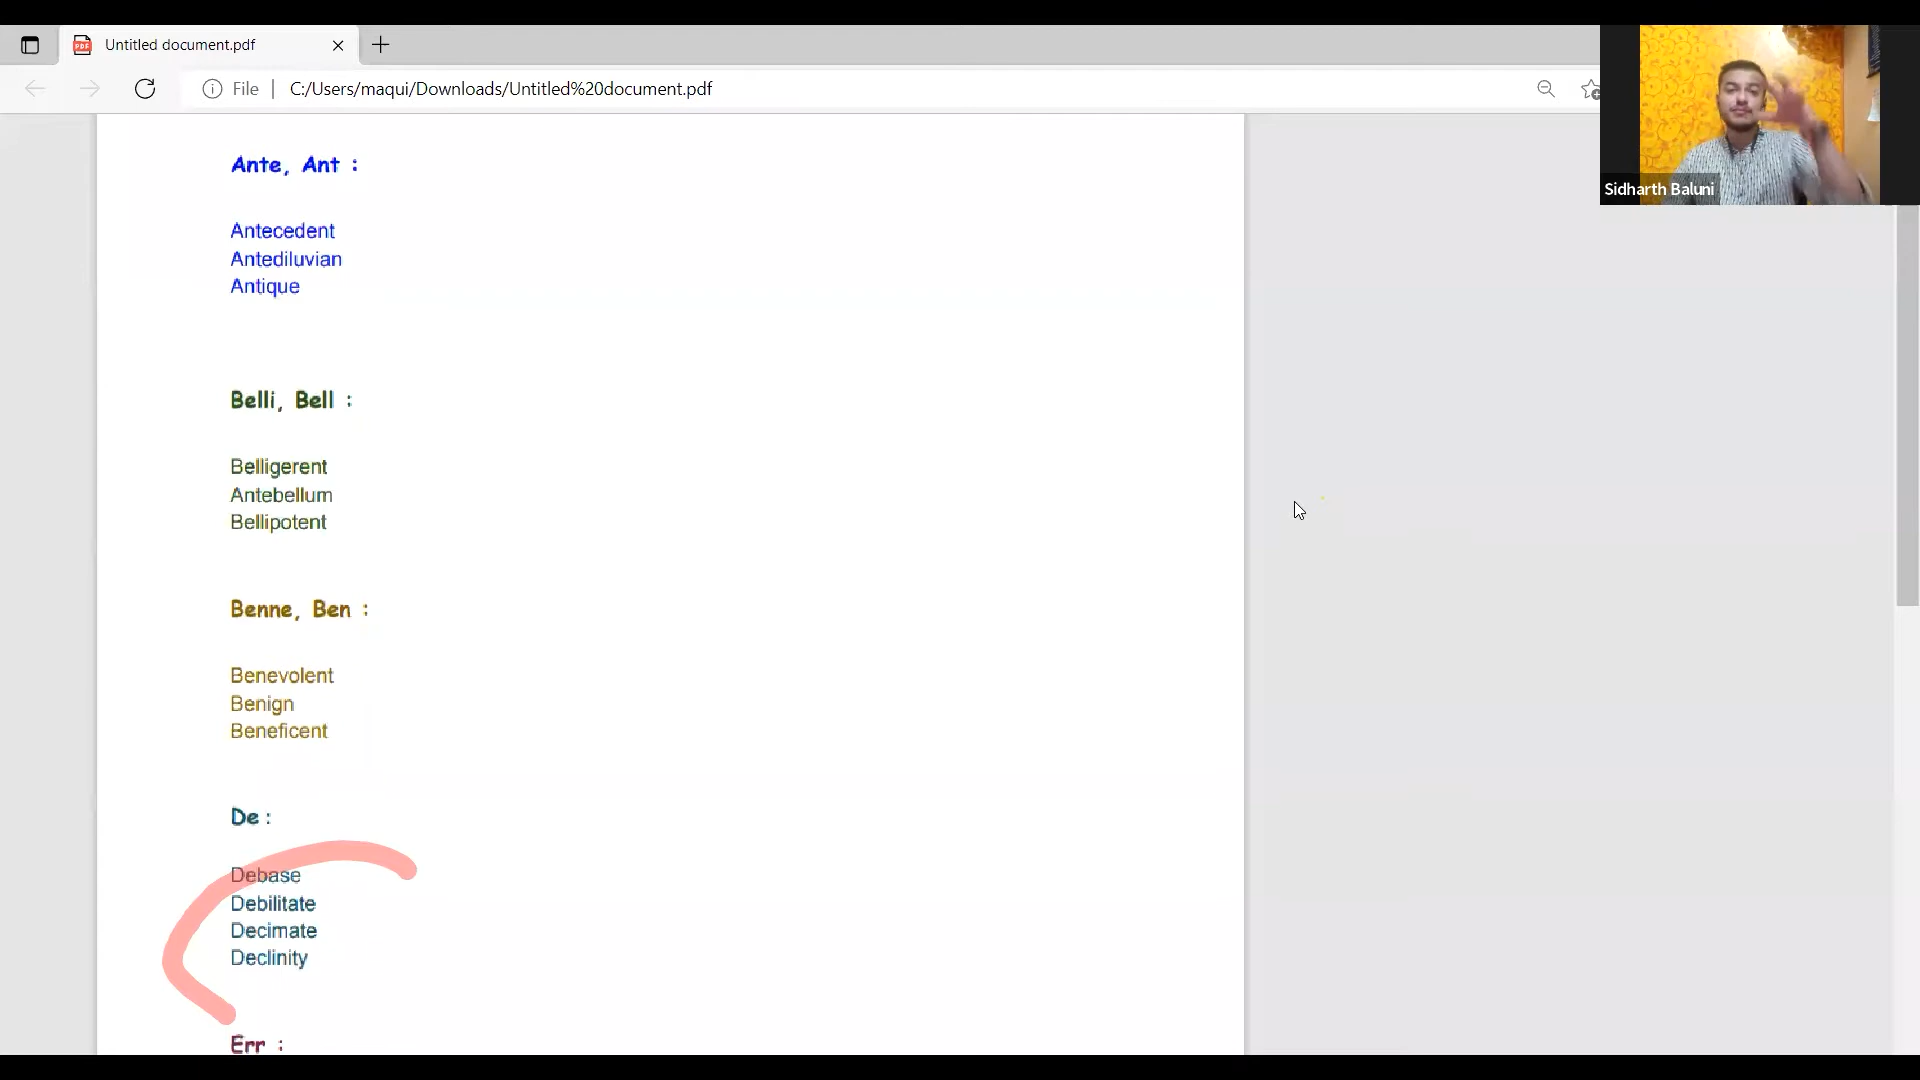 Untitled document.pdf
File | C:/Users/maqui/Downloads/Untitled%20document.pdf
Sidharth Baluni
Ante, Ant :
Antecedent
Antediluvian
Antique
Belli, Bell :
Belligerent
Antebellum
Bellipotent
Benne, Ben :
Benevolent
Benign
Beneficent
De :
Debase
Debilitate
Decimate
Declinity
Err :